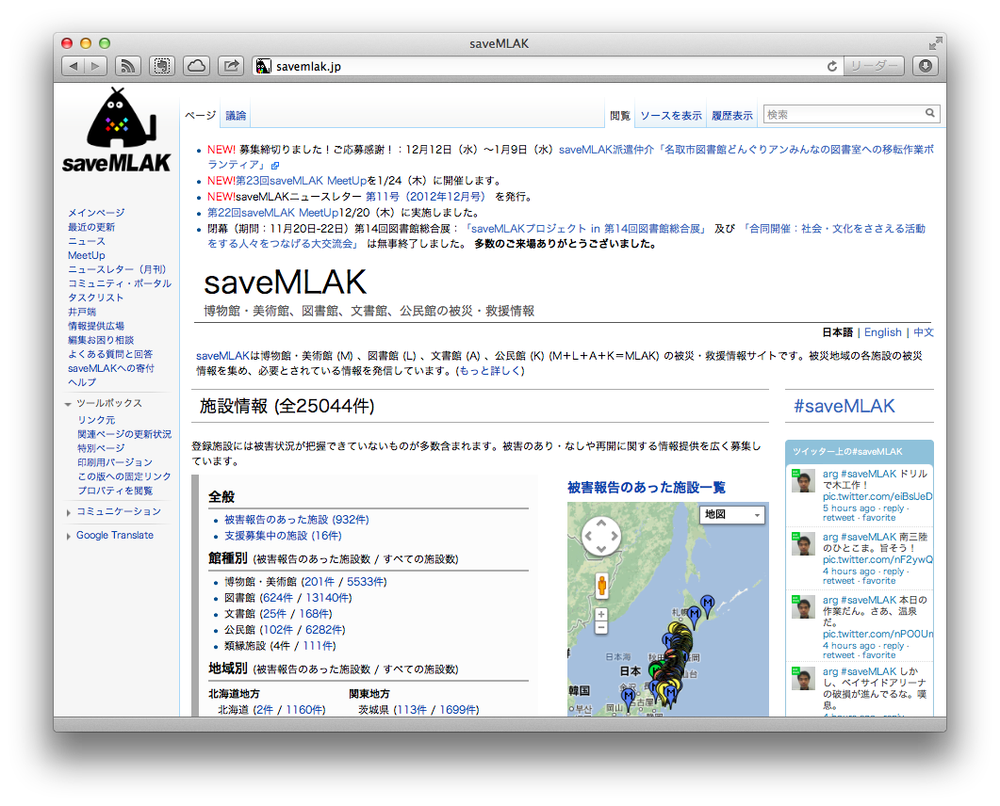 saveMLAK
savemlak.jp
リーダー
saveMLAK
ページ 議論
閲覧 ソースを表示 履歴表示 検索
NEW! 募集締切りました！ご応募感謝！：12月12日（水）〜1月9日（水）saveMLAK派遣仲介「名取市図書館どんぐりアンみんなの図書室への移転作業ボ
ランティア」
NEW!第23回saveMLAK MeetUpを1/24（木）に開催します。
NEW!saveMLAKニュースレター 第11号（2012年12月号） を発行。
第22回saveMLAK MeetUp12/20（木）に実施しました。
閉幕（期間：11月20日-22日）第14回図書館総合展：「saveMLAKプロジェクト in 第14回図書館総合展」 及び 「合同開催：社会・文化をささえる活動
をする人々をつなげる大交流会」 は無事終了しました。 多数のご来場ありがとうございました。
メインページ
最近の更新
ニュース
MeetUp
ニュースレター（月刊）
コミュニティ・ポータル
タスクリスト
井戸端
情報提供広場
編集お困り相談
よくある質問と回答
saveMLAKへの寄付
ヘルプ
ツールボックス
リンク元
関連ページの更新状況
特別ページ
印刷用バージョン
この版への固定リンク
プロパティを閲覧
コミュニケーション
Google Translate
saveMLAK
博物館・美術館、図書館、文書館、公民館の被災・救援情報
日本語 | English | 中文
saveMLAKは博物館・美術館 (M) 、図書館 (L) 、文書館 (A) 、公民館 (K) (M＋L＋A＋K＝MLAK) の被災・救援情報サイトです。被災地域の各施設の被災
情報を集め、必要とされている情報を発信しています。(もっと詳しく)
施設情報 (全25044件)
登録施設には被害状況が把握できていないものが多数含まれます。被害のあり・なしや再開に関する情報提供を広く募集し
ています。
全般
被害報告のあった施設 (932件)
支援募集中の施設 (16件)
館種別 (被害報告のあった施設数 / すべての施設数)
博物館・美術館 (201件 / 5533件)
図書館 (624件 / 13140件)
文書館 (25件 / 168件)
公民館 (102件 / 6282件)
類縁施設 (4件 / 111件)
地域別 (被害報告のあった施設数 / すべての施設数)
北海道地方 関東地方
北海道 (2件 / 1160件) 茨城県 (113件 / 1699件)
被害報告のあった施設一覧
地図
札幌
日本海
日本
韓国
岡山
名古屋
#saveMLAK
ツイッター上の#saveMLAK
arg #saveMLAK ドリル
で木工作！
pic.twitter.com/eiBslJeD
5 hours ago · reply ·
retweet · favorite
arg #saveMLAK 南三陸
のひとこま。旨そう！
pic.twitter.com/nF2ywQ
4 hours ago · reply ·
retweet · favorite
arg #saveMLAK 本日の
作業だん。さあ、温泉
だ。
pic.twitter.com/nPO0Un
4 hours ago · reply ·
retweet · favorite
arg #saveMLAK しか
し、ベイサイドアリーナ
の破損が進んでるな。嘆
息。
4 hours ago · reply ·